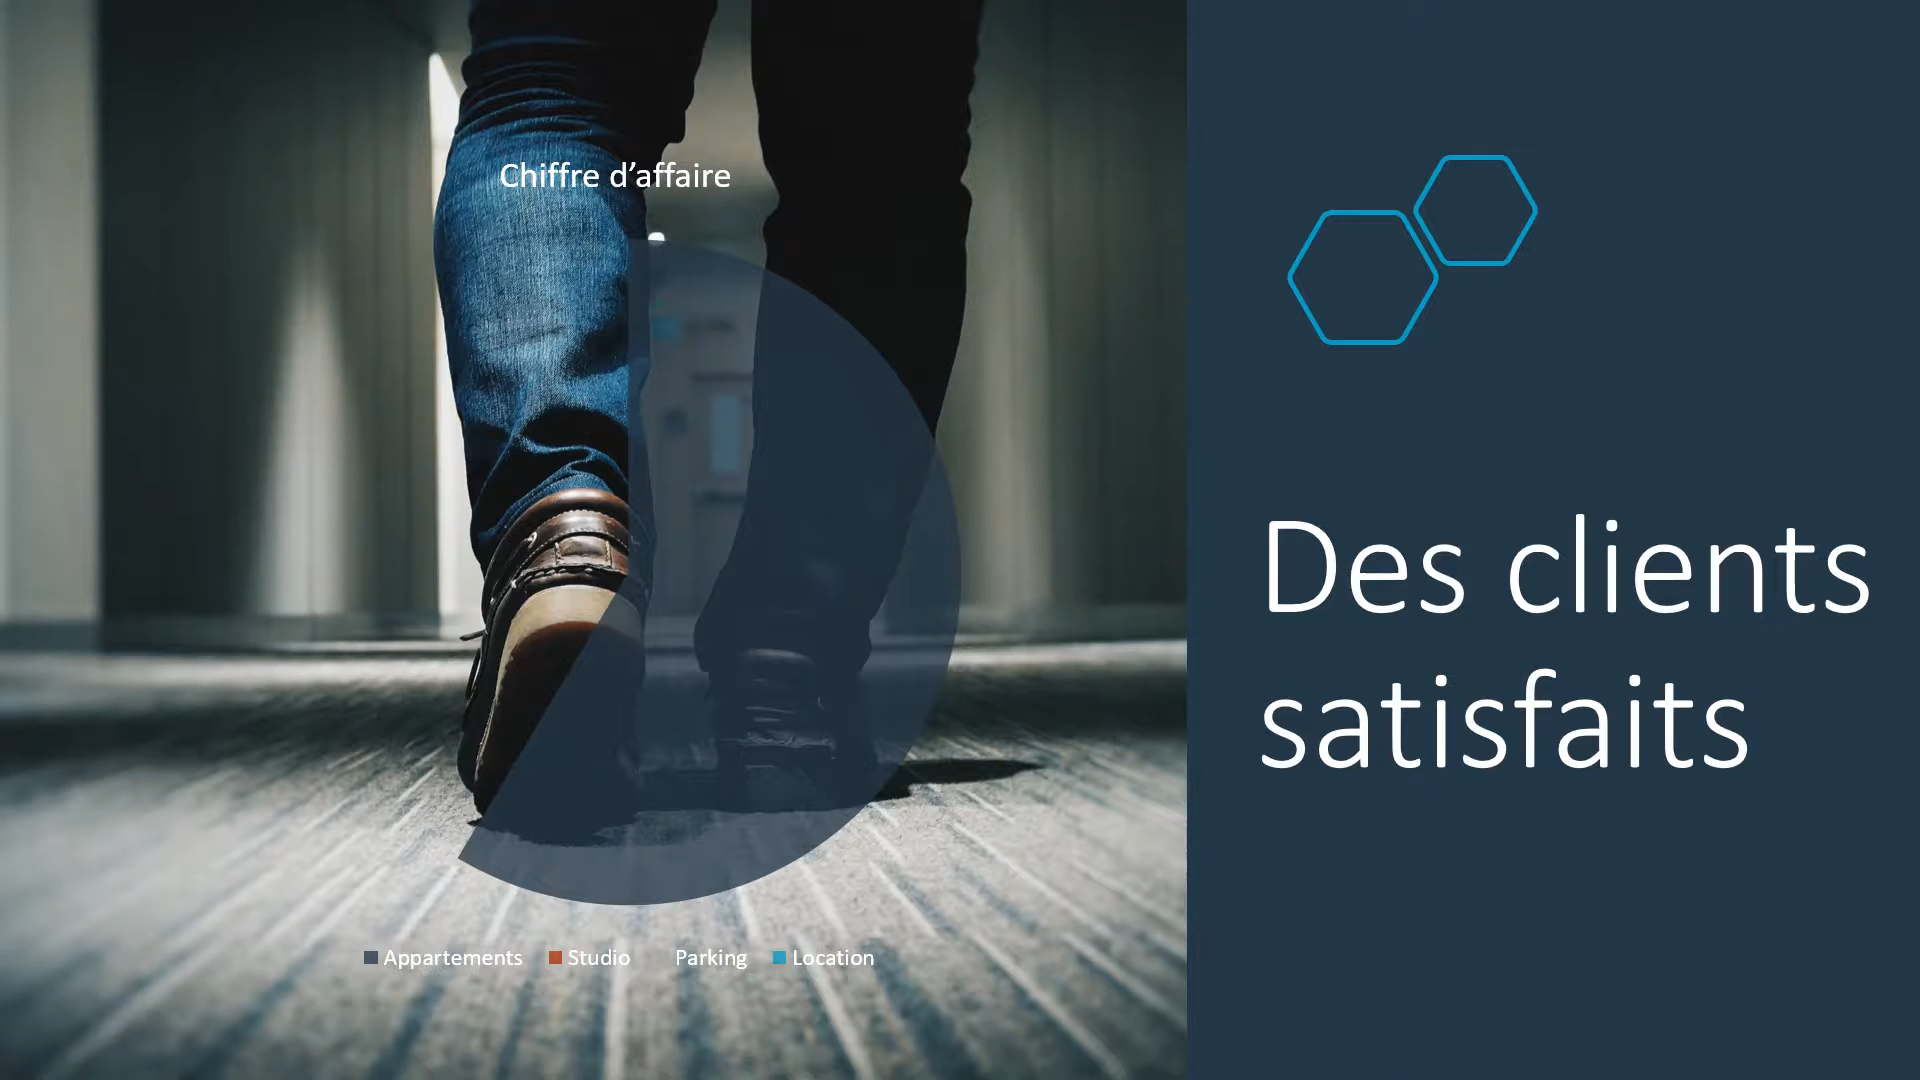 Chiffre d’affaire
Appartements Studio Parking Location
Des clients
satisfaits